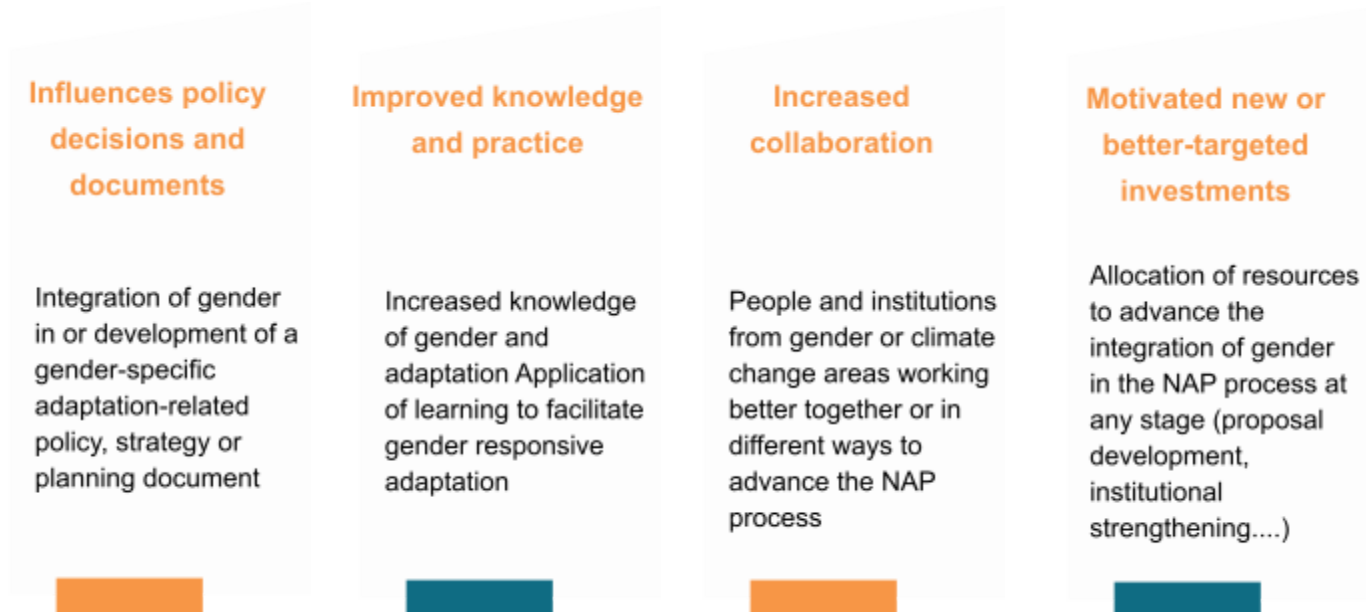 Influences policy
decisions and
documents
Integration of gender
in or development of a
gender-specific
adaptation-related
policy, strategy or
planning document
Improved knowledge
and practice
Increased knowledge
of gender and
adaptation Application
of learning to facilitate
gender responsive
adaptation
Increased
collaboration
People and institutions
from gender or climate
change areas working
better together or in
different ways to
advance the NAP
process
Motivated new or
better-targeted
investments
Allocation of resources
to advance the
integration of gender
in the NAP process at
any stage (proposal
development,
institutional
strengthening....)